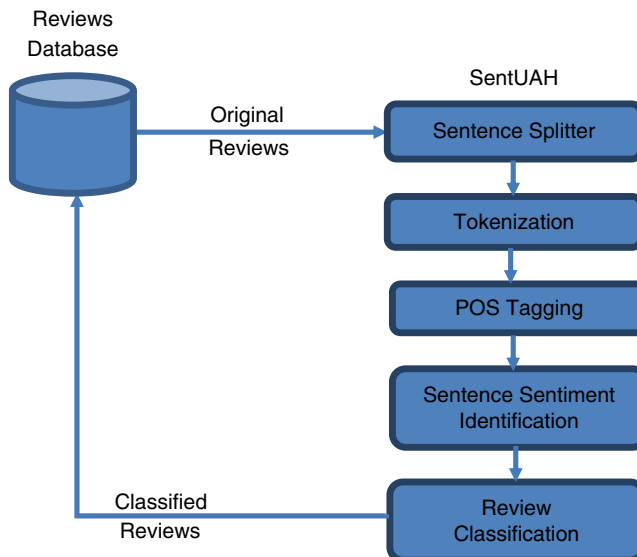 Reviews
Database
SentUAH
Original
Reviews
Sentence Splitter
Tokenization
POS Tagging
Sentence Sentiment
Identification
Classified
Reviews
Review
Classification